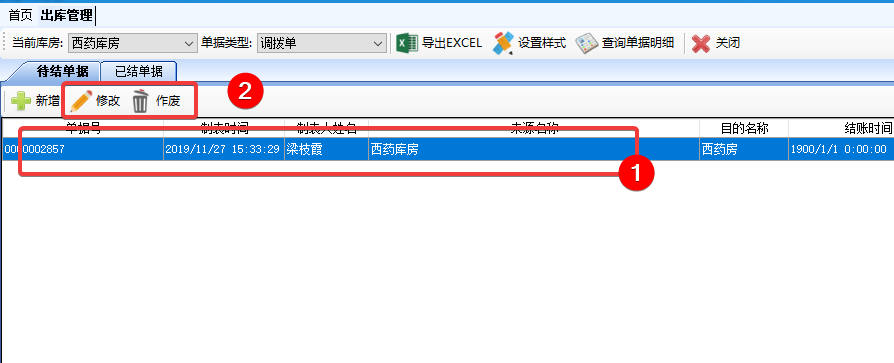 首页 出库管理
当前库房: 西药库房 单据类型: 调拨单 导出EXCEL 设置样式 查询单据明细 关闭
待结单据 已结单据
新增 修改 作废 2
单据号 制表时间 制表人姓名 来源名称 目的名称 结账时间
0000002857 2019/11/27 15:33:29 梁枝霞 西药库房 西药房 1900/1/1 0:00:00
1